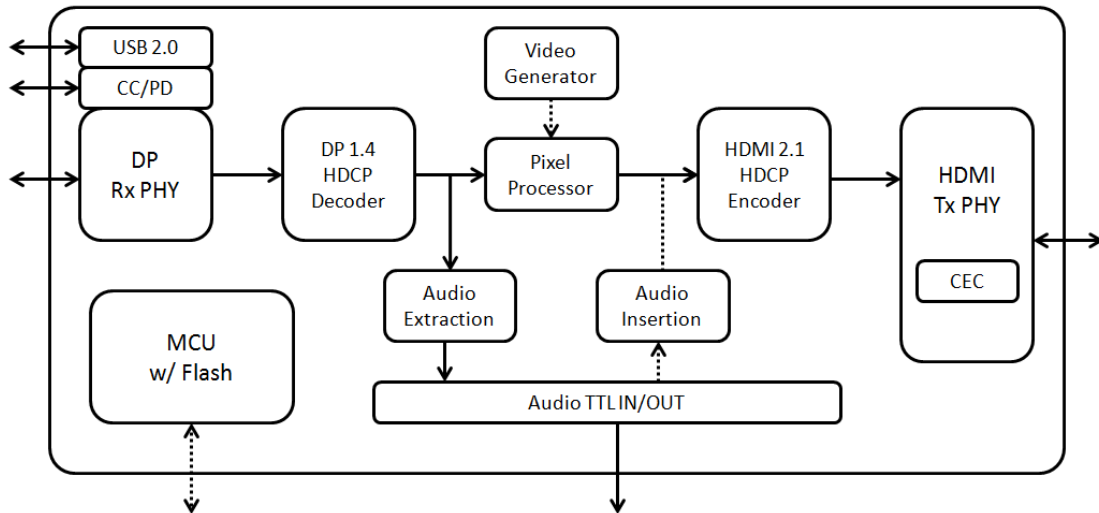 USB 2.0
CC/PD
DP
Rx PHY
DP 1.4
HDCP
Decoder
Video
Generator
Pixel
Processor
HDMI 2.1
HDCP
Encoder
HDMI
Tx PHY
CEC
Audio
Extraction
Audio
Insertion
MCU
w/ Flash
Audio TTL IN/OUT